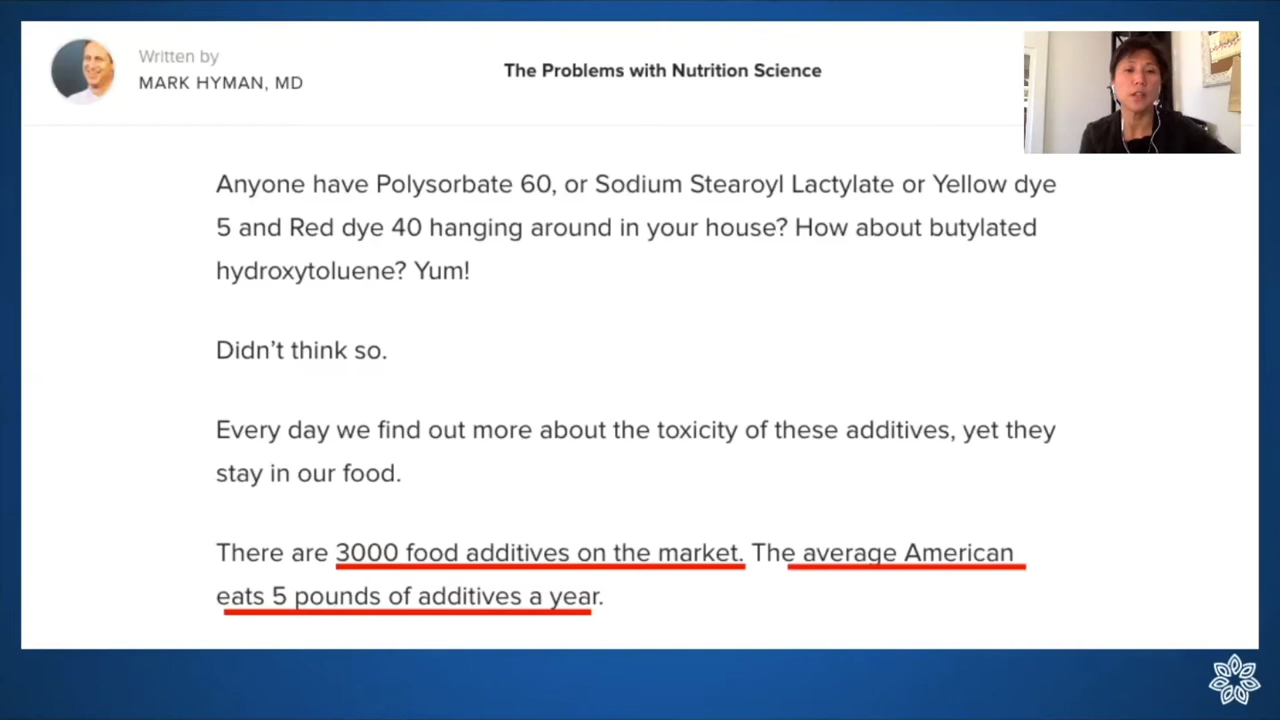 Written by
MARK HYMAN, MD
The Problems with Nutrition Science
Anyone have Polysorbate 60, or Sodium Stearoyl Lactylate or Yellow dye
5 and Red dye 40 hanging around in your house? How about butylated
hydroxytoluene? Yum!
Didn’t think so.
Every day we find out more about the toxicity of these additives, yet they
stay in our food.
There are 3000 food additives on the market. The average American
eats 5 pounds of additives a year.